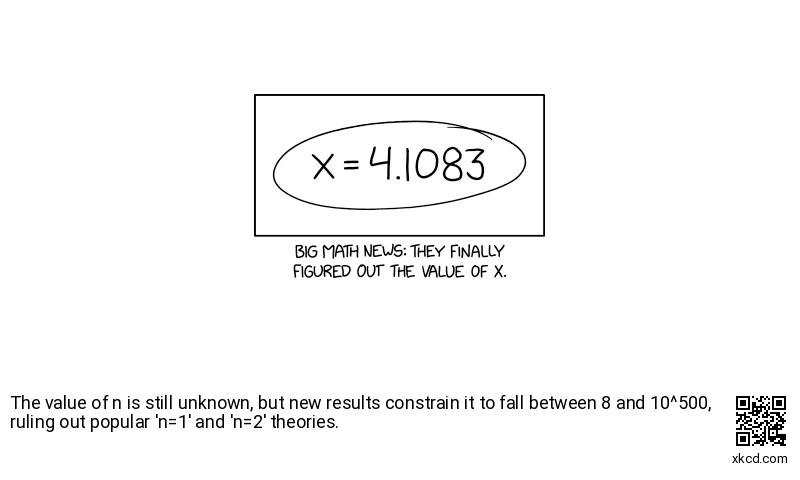 x = 4.1083
BIG MATH NEWS: THEY FINALLY
FIGURED OUT THE VALUE OF X.
The value of n is still unknown, but new results constrain it to fall between 8 and 10^500,
ruling out popular 'n=1' and 'n=2' theories.
xkcd.com